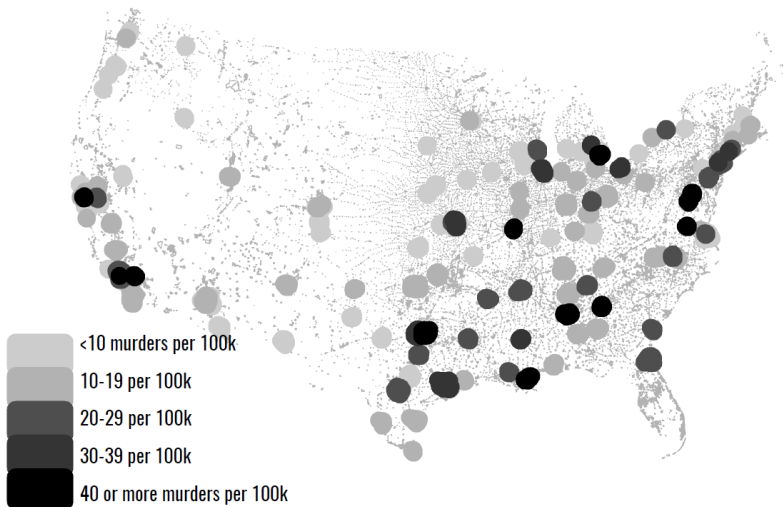 <10 murders per 100k
10-19 per 100k
20-29 per 100k
30-39 per 100k
40 or more murders per 100k